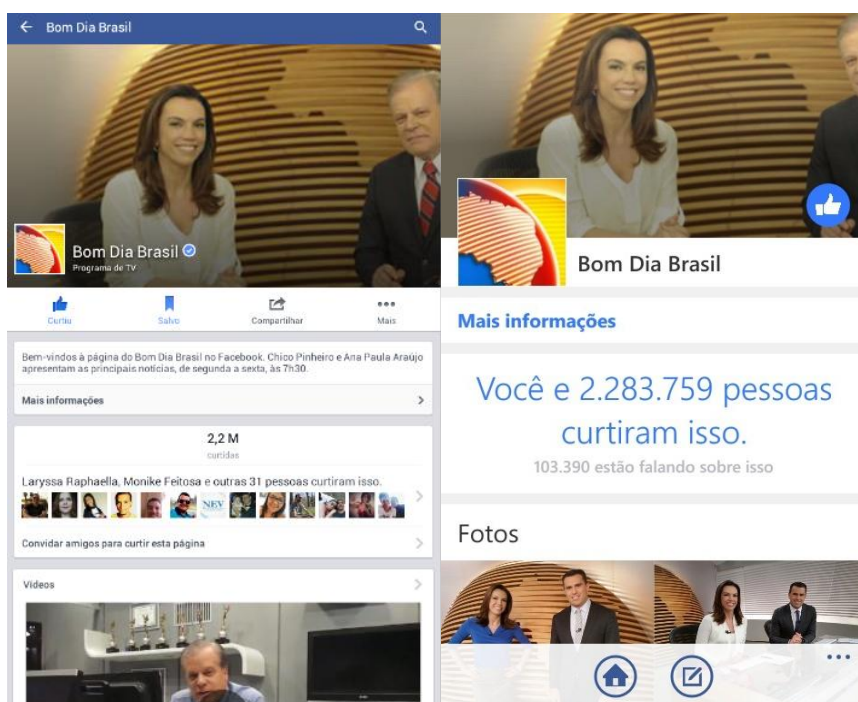 Bom Dia Brasil
Bom Dia Brasil
Programa de TV
Curtiu
Salvo
Compartilhar
Mais
Bem-vindos à página do Bom Dia Brasil no Facebook. Chico Pinheiro e Ana Paula Araújo
apresentam as principais notícias, de segunda a sexta, às 7h30.
Mais informações
2,2 M
curtidas
Laryssa Raphaella, Monike Feitosa e outras 31 pessoas curtiram isso.
NEV
Convidar amigos para curtir esta página
Vídeos
Bom Dia Brasil
Mais informações
Você e 2.283.759 pessoas
curtiram isso.
103.390 estão falando sobre isso
Fotos